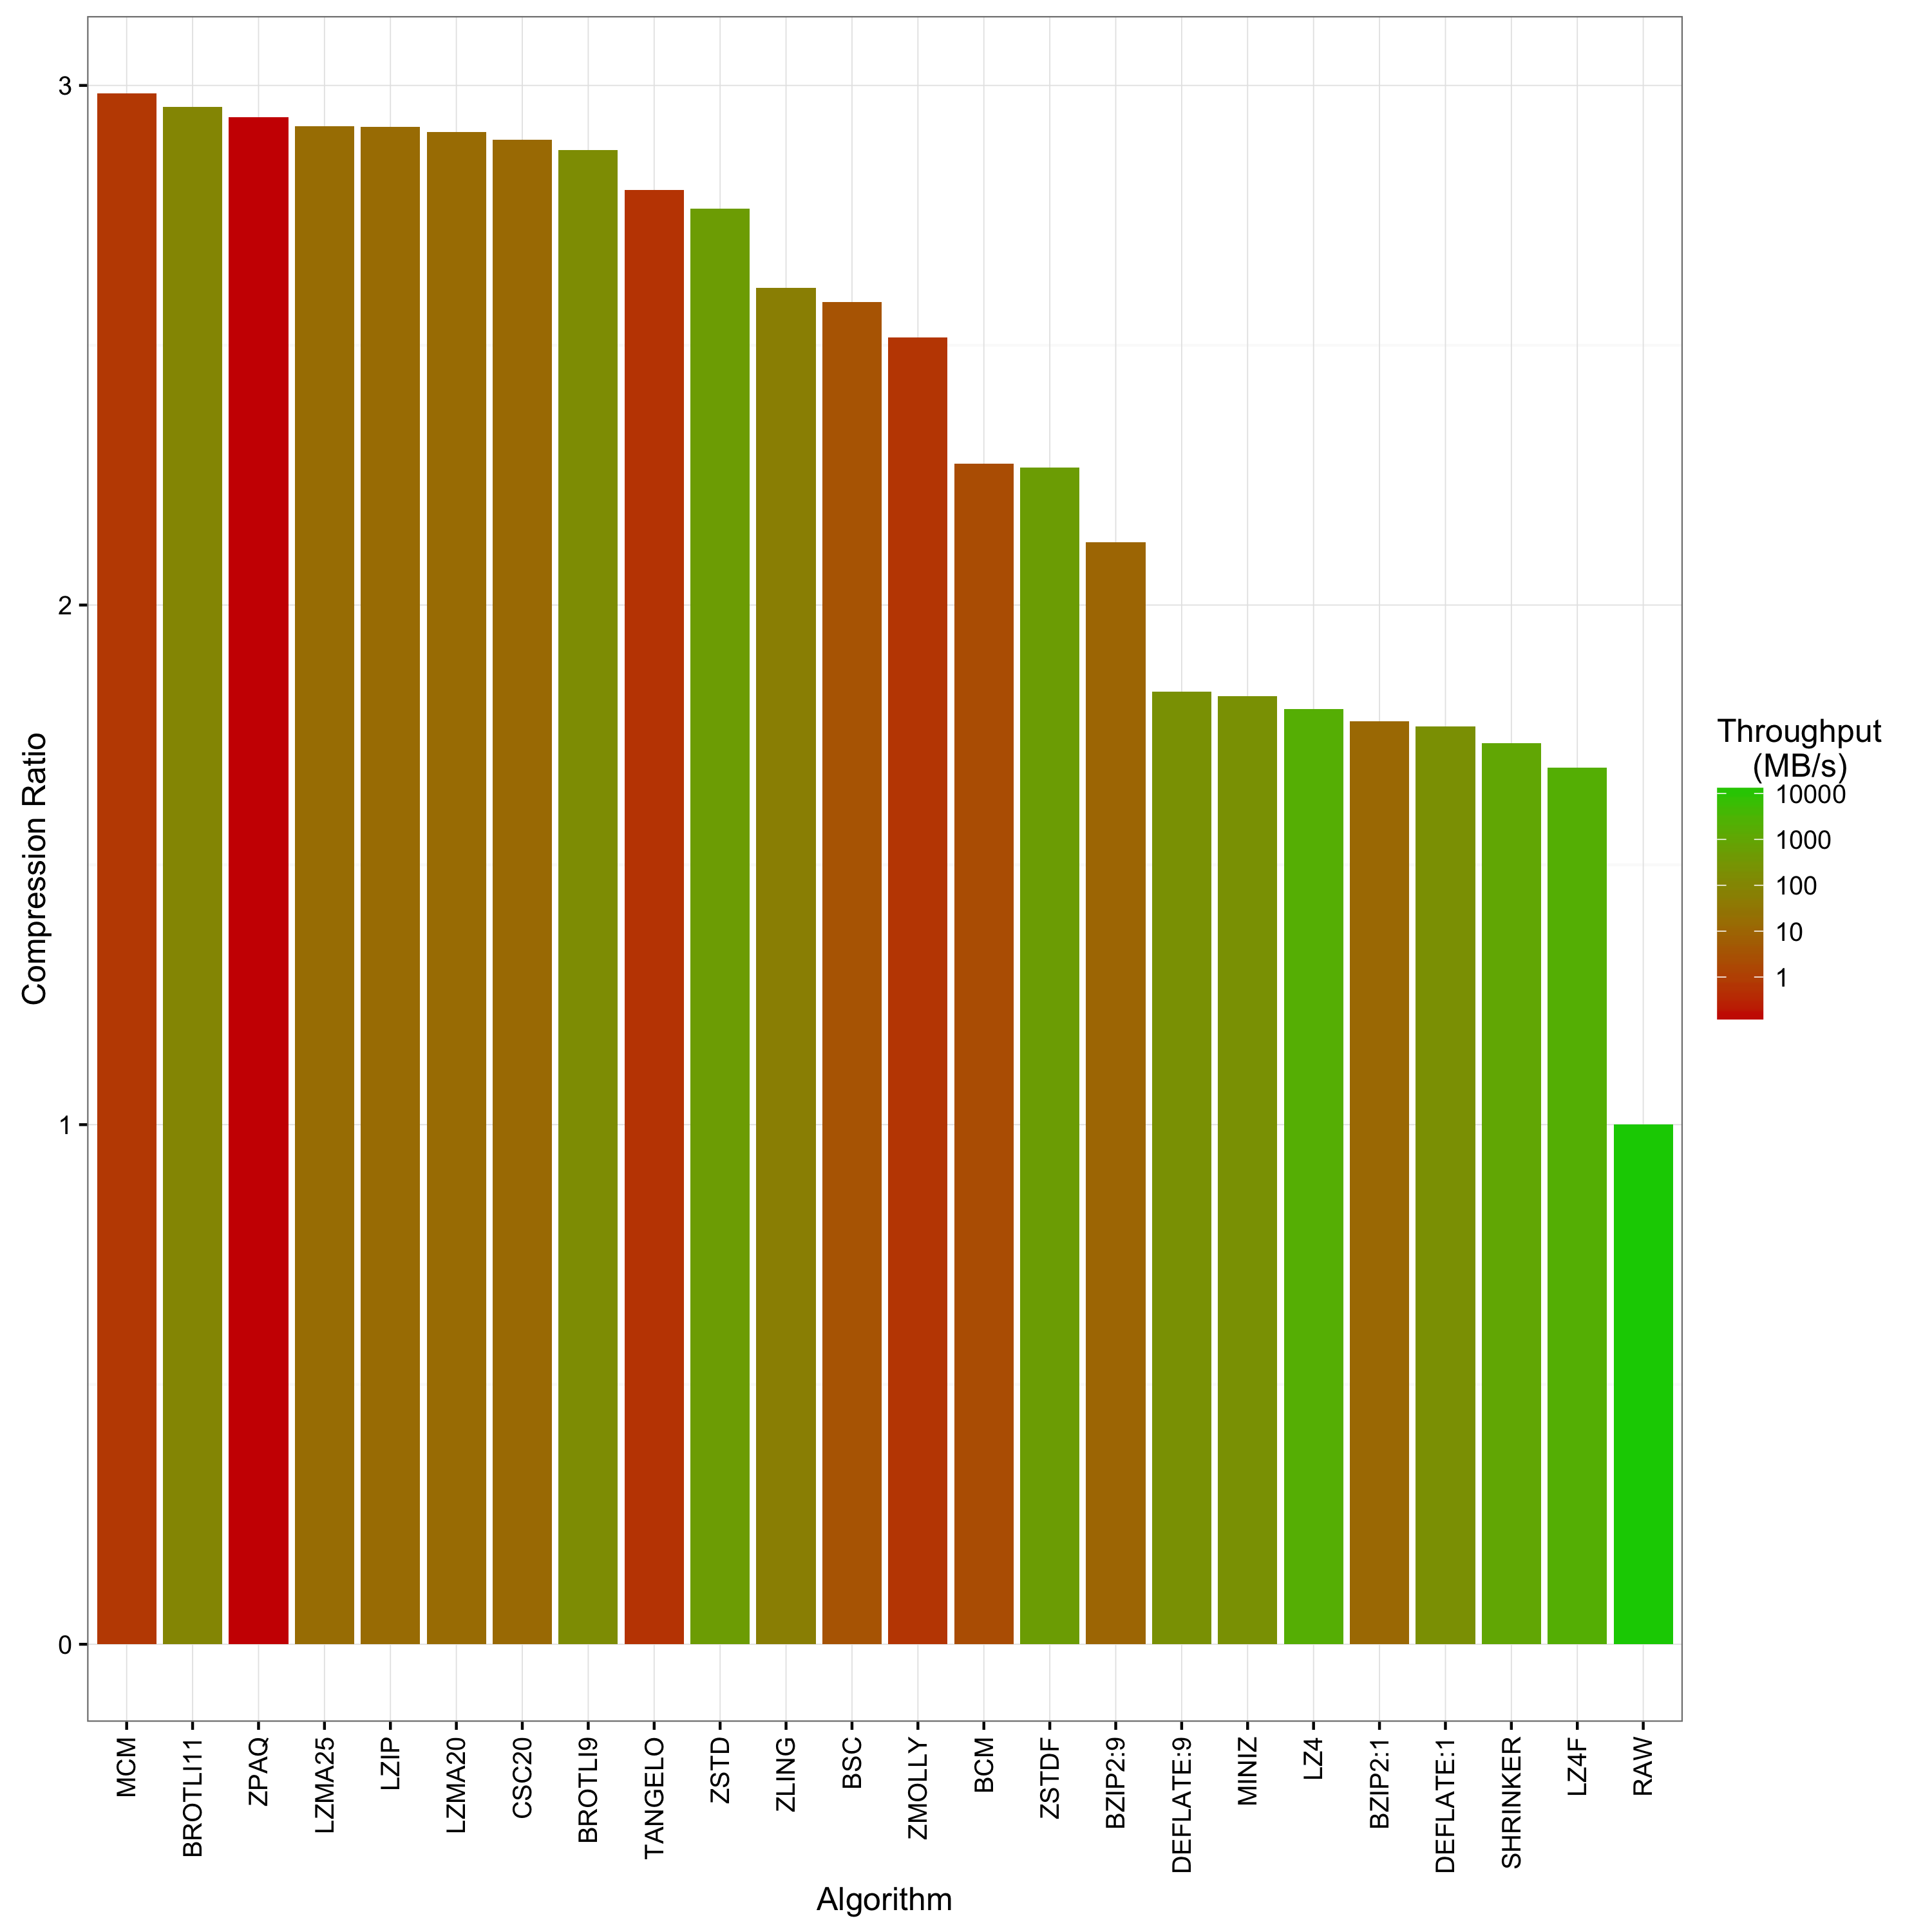 3
2
1
0
Compression Ratio
MCM
BROTLI11
ZPAQ
LZMA25
LZIP
LZMA20
CSC20
BROTLI9
TANGELO
ZSTD
ZLING
BSC
ZMOLLY
BCM
ZSTDF
BZIP2:9
DEFLATE:9
MINIZ
LZ4
BZIP2:1
DEFLATE:1
SHRINKER
LZ4F
RAW
Algorithm
Throughput
(MB/s)
10000
1000
100
10
1